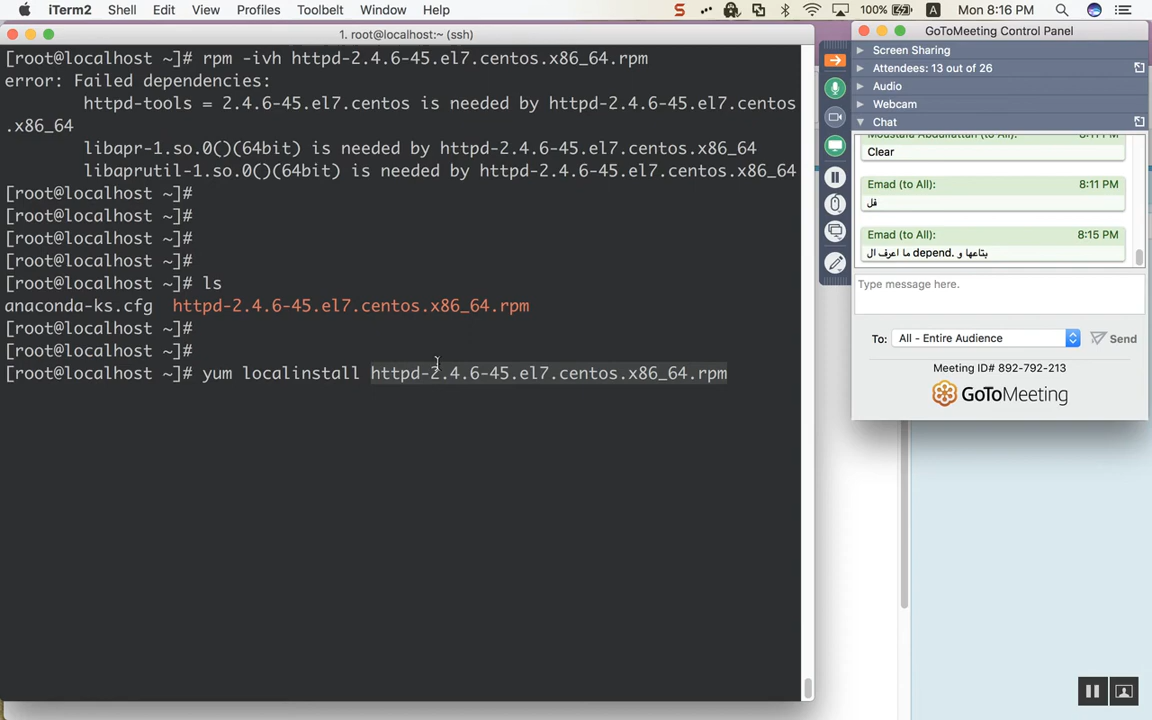 iTerm2 Shell Edit View Profiles Toolbelt Window Help 100% A Mon 8:16 PM
1. root@localhost:~ (ssh)
[root@localhost ~]# rpm -ivh httpd-2.4.6-45.el7.centos.x86_64.rpm
error: Failed dependencies:
httpd-tools = 2.4.6-45.el7.centos is needed by httpd-2.4.6-45.el7.centos
.x86_64
libapr-1.so.0()(64bit) is needed by httpd-2.4.6-45.el7.centos.x86_64
libaprutil-1.so.0()(64bit) is needed by httpd-2.4.6-45.el7.centos.x86_64
[root@localhost ~]#
[root@localhost ~]#
[root@localhost ~]#
[root@localhost ~]#
[root@localhost ~]# ls
anaconda-ks.cfg httpd-2.4.6-45.el7.centos.x86_64.rpm
[root@localhost ~]#
[root@localhost ~]#
[root@localhost ~]# yum localinstall httpd-2.4.6-45.el7.centos.x86_64.rpm
GoToMeeting Control Panel
Screen Sharing
Attendees: 13 out of 26
Audio
Webcam
Chat
Clear
Emad (to All): 8:11 PM
قل
Emad (to All): 8:15 PM
ما اعرف ال depend. بتاعها و
Type message here.
To: All - Entire Audience Send
Meeting ID# 892-792-213
GoToMeeting